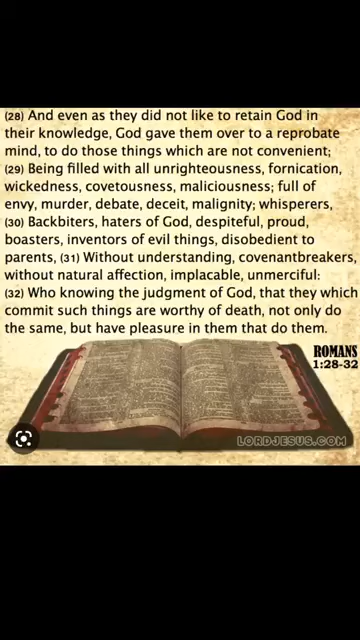 (28) And even as they did not like to retain God in
their knowledge, God gave them over to a reprobate
mind, to do those things which are not convenient;
(29) Being filled with all unrighteousness, fornication,
wickedness, covetousness, maliciousness; full of
envy, murder, debate, deceit, malignity; whisperers,
(30) Backbiters, haters of God, despiteful, proud,
boasters, inventors of evil things, disobedient to
parents, (31) Without understanding, covenantbreakers,
without natural affection, implacable, unmerciful:
(32) Who knowing the judgment of God, that they which
commit such things are worthy of death, not only do
the same, but have pleasure in them that do them.
ROMANS
1:28-32
LORDJESUS.COM